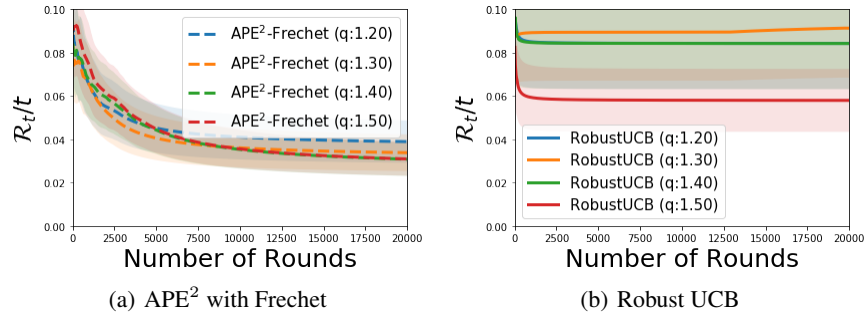 0.10
0.08
0.06
0.04
0.02
0.00
R_t/t
APE²-Frechet (q:1.20)
APE²-Frechet (q:1.30)
APE²-Frechet (q:1.40)
APE²-Frechet (q:1.50)
0 2500 5000 7500 10000 12500 15000 17500 20000
Number of Rounds
(a) APE² with Frechet
0.10
0.08
0.06
0.04
0.02
0.00
R_t/t
RobustUCB (q:1.20)
RobustUCB (q:1.30)
RobustUCB (q:1.40)
RobustUCB (q:1.50)
0 2500 5000 7500 10000 12500 15000 17500 20000
Number of Rounds
(b) Robust UCB